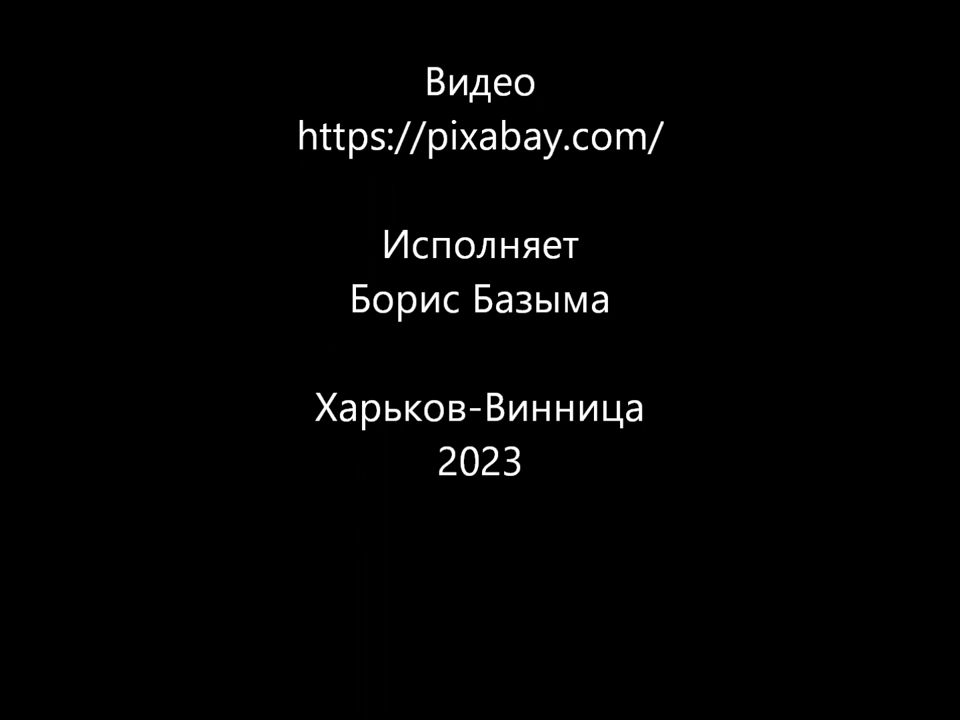 Видео
https://pixabay.com/
Исполняет
Борис Базыма
Харьков-Винница
2023